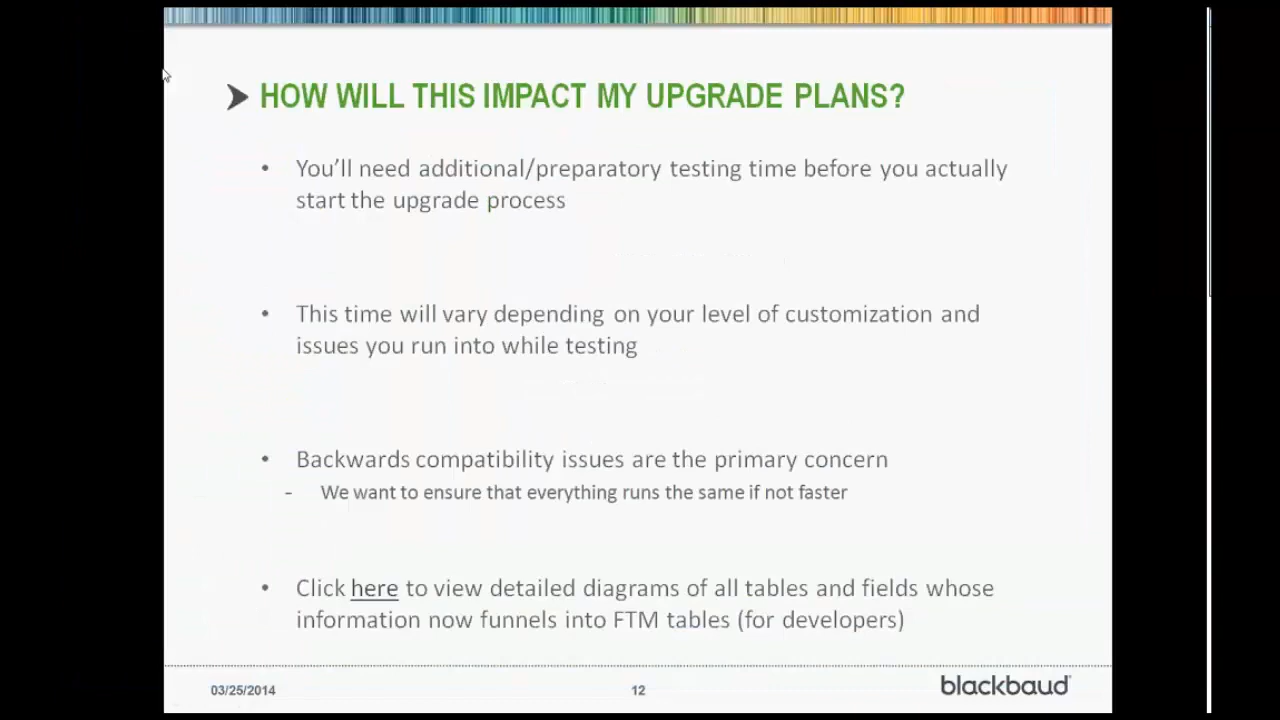 HOW WILL THIS IMPACT MY UPGRADE PLANS?
• You'll need additional/preparatory testing time before you actually
start the upgrade process
• This time will vary depending on your level of customization and
issues you run into while testing
• Backwards compatibility issues are the primary concern
- We want to ensure that everything runs the same if not faster
• Click here to view detailed diagrams of all tables and fields whose
information now funnels into FTM tables (for developers)
03/25/2014
12
blackbaud